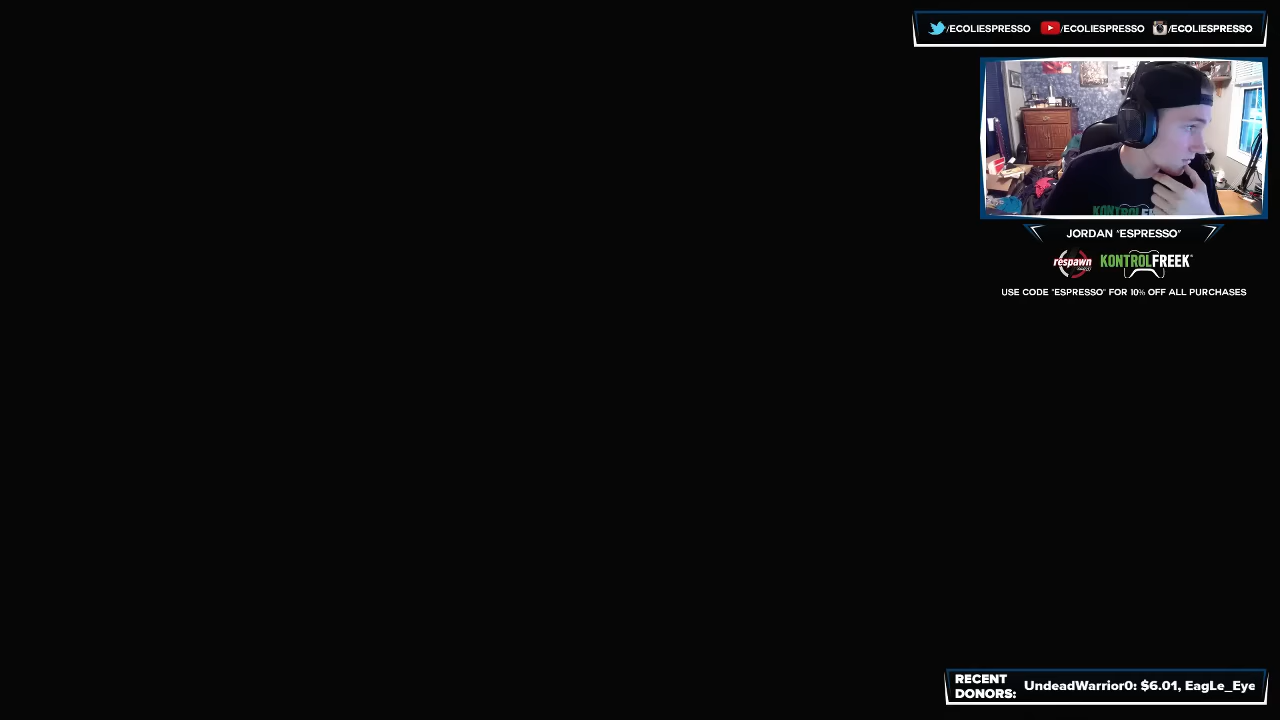 /ECOLIESPRESSO /ECOLIESPRESSO /ECOLIESPRESSO
KONTROLFREEK
JORDAN "ESPRESSO"
respawn KONTROLFREEK
USE CODE "ESPRESSO" FOR 10% OFF ALL PURCHASES
RECENT DONORS: UndeadWarrior0: $6.01, EagLe_Eye